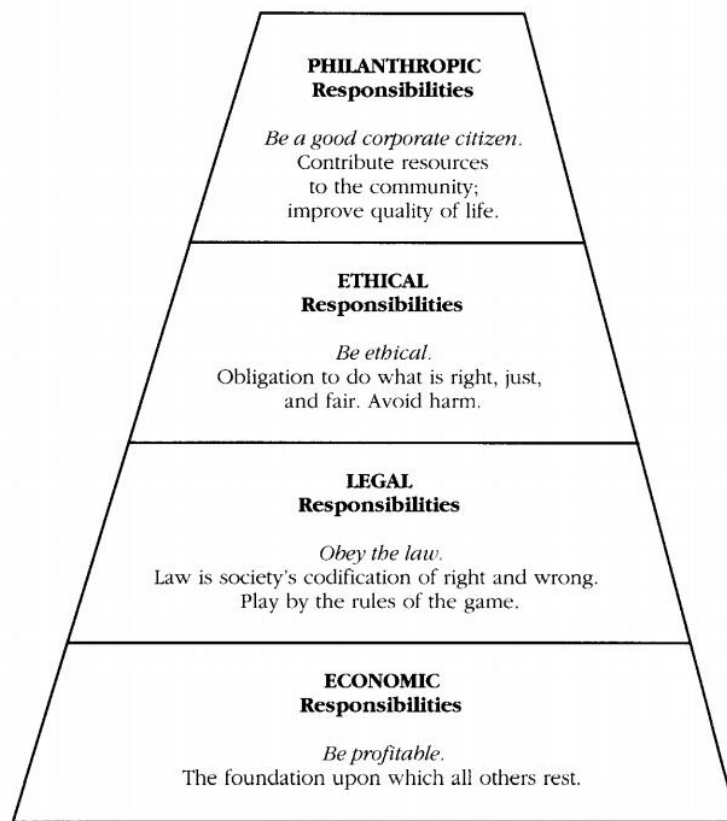 PHILANTHROPIC
Responsibilities
Be a good corporate citizen.
Contribute resources
to the community;
improve quality of life.
ETHICAL
Responsibilities
Be ethical.
Obligation to do what is right, just,
and fair. Avoid harm.
LEGAL
Responsibilities
Obey the law.
Law is society's codification of right and wrong.
Play by the rules of the game.
ECONOMIC
Responsibilities
Be profitable.
The foundation upon which all others rest.